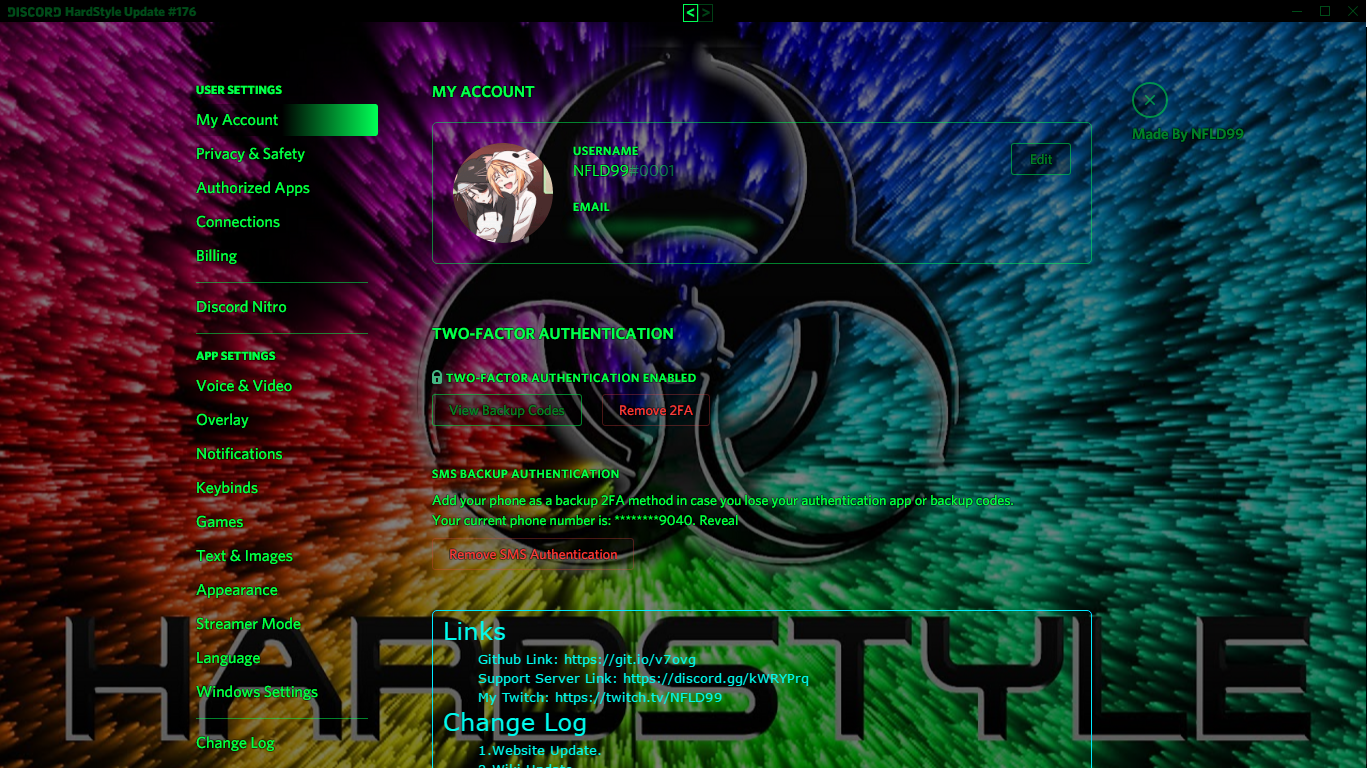 DISCORD HardStyle Update #176
< >
USER SETTINGS
My Account
Privacy & Safety
Authorized Apps
Connections
Billing
Discord Nitro
APP SETTINGS
Voice & Video
Overlay
Notifications
Keybinds
Games
Text & Images
Appearance
Streamer Mode
Language
Windows Settings
Change Log
MY ACCOUNT
USERNAME
NFLD99#0001
Edit
EMAIL
TWO-FACTOR AUTHENTICATION
TWO-FACTOR AUTHENTICATION ENABLED
View Backup Codes
Remove 2FA
SMS BACKUP AUTHENTICATION
Add your phone as a backup 2FA method in case you lose your authentication app or backup codes.
Your current phone number is: ********9040. Reveal
Remove SMS Authentication
Links
Github Link: https://git.io/v7ovg
Support Server Link: https://discord.gg/kWRYPrq
My Twitch: https://twitch.tv/NFLD99
Change Log
1.Website Update.
2.Wiki Update
Made By NFLD99
HARDSTYLE